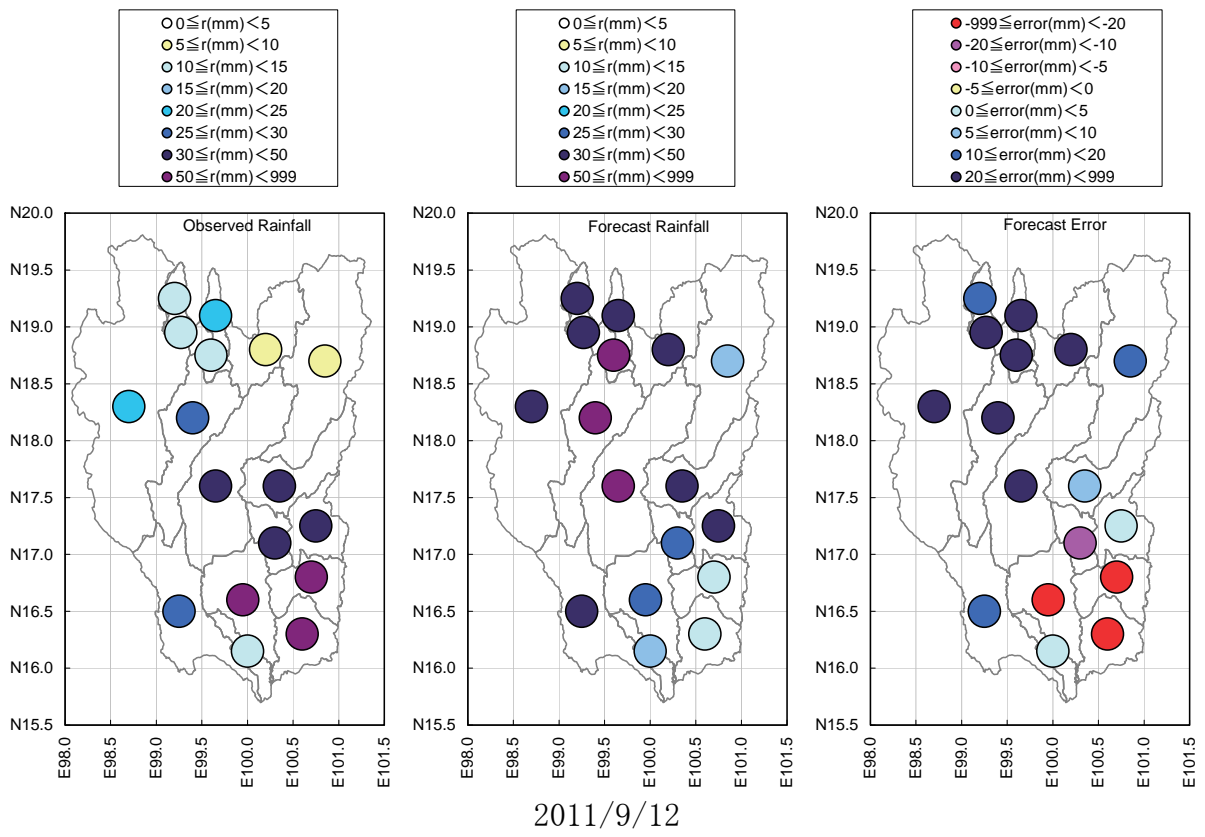 0≦r(mm)＜5
5≦r(mm)＜10
10≦r(mm)＜15
15≦r(mm)＜20
20≦r(mm)＜25
25≦r(mm)＜30
30≦r(mm)＜50
50≦r(mm)＜999
0≦r(mm)＜5
5≦r(mm)＜10
10≦r(mm)＜15
15≦r(mm)＜20
20≦r(mm)＜25
25≦r(mm)＜30
30≦r(mm)＜50
50≦r(mm)＜999
-999≦error(mm)＜-20
-20≦error(mm)＜-10
-10≦error(mm)＜-5
-5≦error(mm)＜0
0≦error(mm)＜5
5≦error(mm)＜10
10≦error(mm)＜20
20≦error(mm)＜999
Observed Rainfall
N20.0
N19.5
N19.0
N18.5
N18.0
N17.5
N17.0
N16.5
N16.0
N15.5
E98.0
E98.5
E99.0
E99.5
E100.0
E100.5
E101.0
E101.5
Forecast Rainfall
N20.0
N19.5
N19.0
N18.5
N18.0
N17.5
N17.0
N16.5
N16.0
N15.5
E98.0
E98.5
E99.0
E99.5
E100.0
E100.5
E101.0
E101.5
Forecast Error
N20.0
N19.5
N19.0
N18.5
N18.0
N17.5
N17.0
N16.5
N16.0
N15.5
E98.0
E98.5
E99.0
E99.5
E100.0
E100.5
E101.0
E101.5
2011/9/12